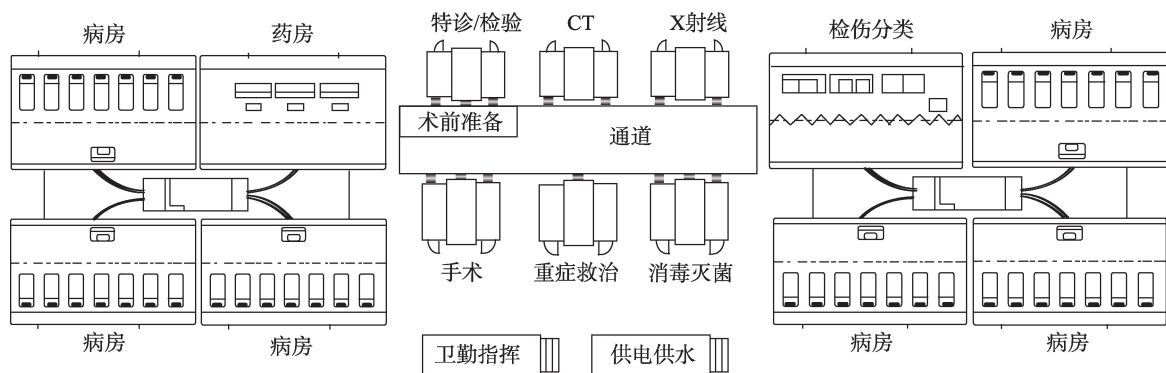 病房
药房
特诊/检验
CT
X射线
检伤分类
病房
术前准备
通道
手术
重症救治
消毒灭菌
病房
病房
病房
病房
卫勤指挥
供电供水